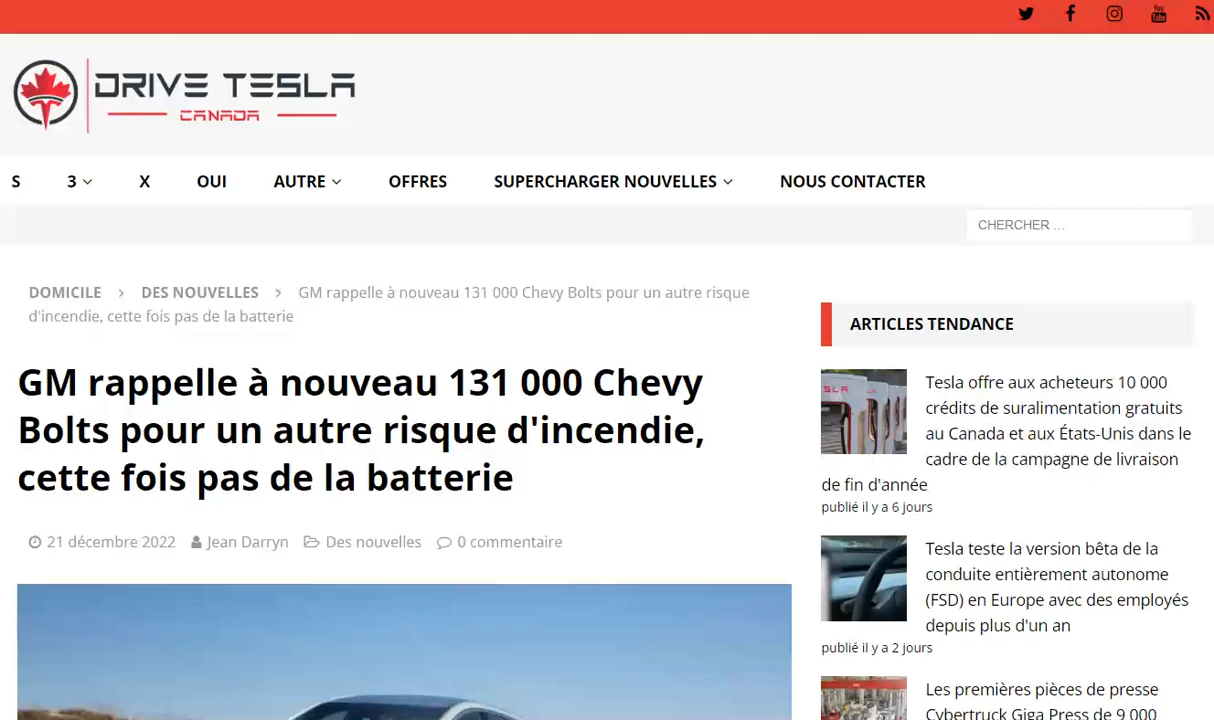 DRIVE TESLA
CANADA
S 3 X OUI AUTRE OFFRES SUPERCHARGER NOUVELLES NOUS CONTACTER
CHERCHER ...
DOMICILE > DES NOUVELLES > GM rappelle à nouveau 131 000 Chevy Bolts pour un autre risque
d'incendie, cette fois pas de la batterie
GM rappelle à nouveau 131 000 Chevy
Bolts pour un autre risque d'incendie,
cette fois pas de la batterie
21 décembre 2022 Jean Darryn Des nouvelles 0 commentaire
ARTICLES TENDANCE
Tesla offre aux acheteurs 10 000
crédits de suralimentation gratuits
au Canada et aux États-Unis dans le
cadre de la campagne de livraison
de fin d'année
publié il y a 6 jours
Tesla teste la version bêta de la
conduite entièrement autonome
(FSD) en Europe avec des employés
depuis plus d'un an
publié il y a 2 jours
Les premières pièces de presse
Cybertruck Giga Press de 9 000